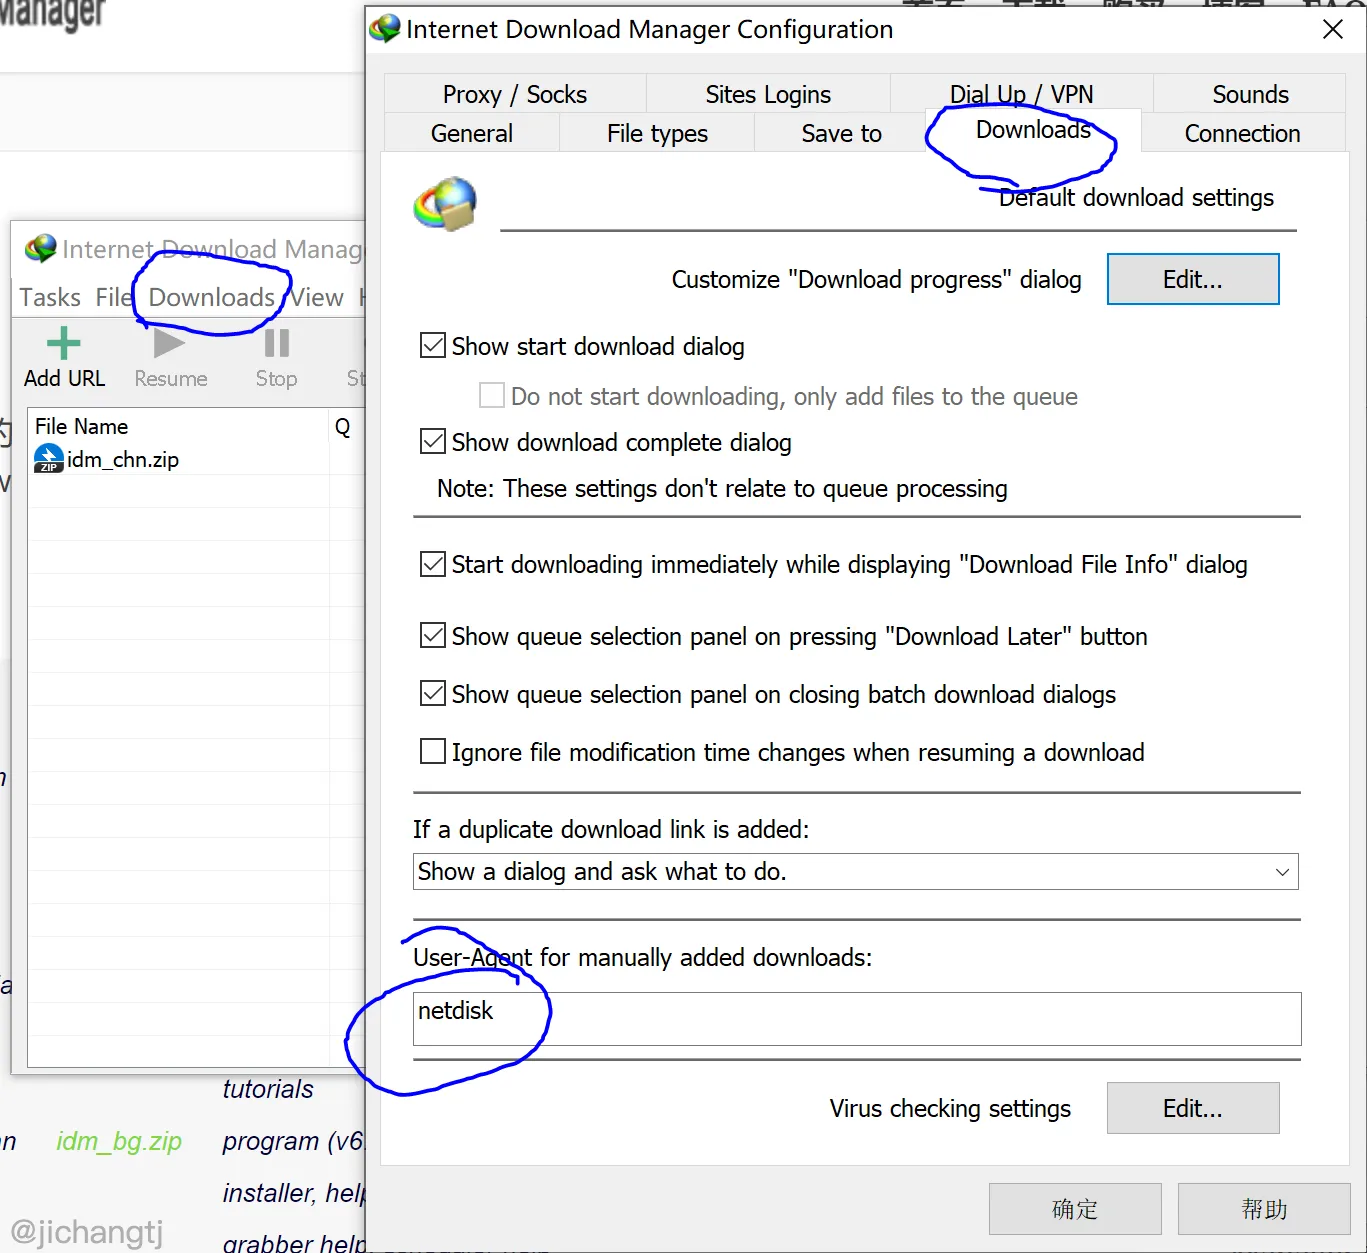 Manager
Internet Download Manager Configuration
Proxy / Socks
Sites Logins
Dial Up / VPN
Sounds
General
File types
Save to
Downloads
Connection
Default download settings
Customize "Download progress" dialog
Edit...
Show start download dialog
Do not start downloading, only add files to the queue
Show download complete dialog
Note: These settings don't relate to queue processing
Start downloading immediately while displaying "Download File Info" dialog
Show queue selection panel on pressing "Download Later" button
Show queue selection panel on closing batch download dialogs
Ignore file modification time changes when resuming a download
If a duplicate download link is added:
Show a dialog and ask what to do.
User-Agent for manually added downloads:
netdisk
Virus checking settings
Edit...
确定
帮助
Internet Download Manag
Tasks File Downloads View
Add URL
Resume
Stop
File Name
Q
ZIP
idm_chn.zip
tutorials
idm_bg.zip
program (v6.
installer, help
grabber help
@jichangtj